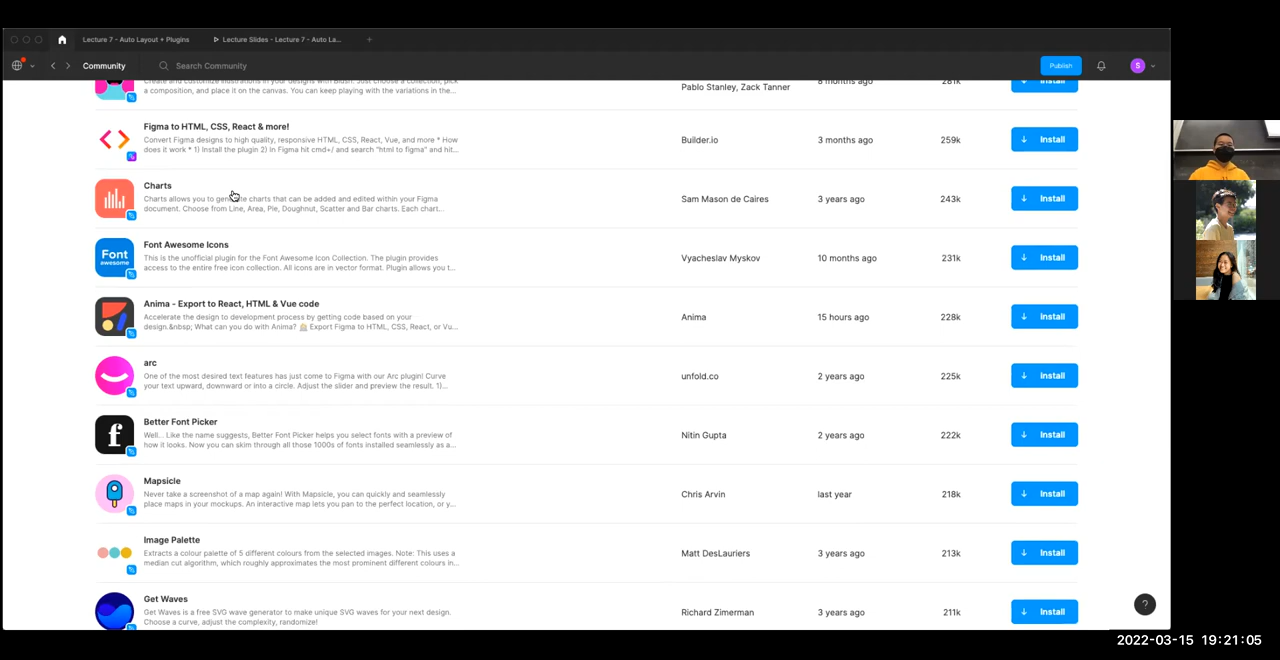 Lecture 7 - Auto Layout + Plugins
Lecture Slides - Lecture 7 - Auto La...
Community
Search Community
Publish
S
Create and customize illustrations in your designs with Blush. Just choose a collection, pick
a composition, and place it on the canvas. You can keep playing with the variations in the...
Pablo Stanley, Zack Tanner
8 months ago
281k
Install
Figma to HTML, CSS, React & more!
Convert Figma designs to high quality, responsive HTML, CSS, React, Vue, and more * How
does it work * 1) Install the plugin 2) in Figma hit cmd+/ and search "html to figma" and hit...
Builder.io
3 months ago
259k
Install
Charts
Charts allows you to generate charts that can be added and edited within your Figma
document. Choose from Line, Area, Pie, Doughnut, Scatter and Bar charts. Each chart...
Sam Mason de Caires
3 years ago
243k
Install
Font Awesome
Font Awesome Icons
This is the unofficial plugin for the Font Awesome Icon Collection. The plugin provides
access to the entire free icon collection. All icons are in vector format. Plugin allows you t...
Vyacheslav Myskov
10 months ago
231k
Install
Anima - Export to React, HTML & Vue code
Accelerate the design to development process by getting code based on your
design.&nbsp; What can you do with Anima? Export Figma to HTML, CSS, React, or Vu...
Anima
15 hours ago
228k
Install
arc
One of the most desired text features has just come to Figma with our Arc plugin! Curve
your text upward, downward or into a circle. Adjust the slider and preview the result. 1)...
unfold.co
2 years ago
225k
Install
f
Better Font Picker
Well... Like the name suggests, Better Font Picker helps you select fonts with a preview of
how it looks. Now you can skim through all those 1000s of fonts installed seamlessly as a...
Nitin Gupta
2 years ago
222k
Install
Mapsicle
Never take a screenshot of a map again! With Mapsicle, you can quickly and seamlessly
place maps in your mockups. An interactive map lets you pan to the perfect location, or y...
Chris Arvin
last year
218k
Install
Image Palette
Extracts a colour palette of 5 different colours from the selected images. Note: This uses a
median cut algorithm, which roughly approximates the most prominent different colours in...
Matt DesLauriers
3 years ago
213k
Install
Get Waves
Get Waves is a free SVG wave generator to make unique SVG waves for your next design.
Choose a curve, adjust the complexity, randomize!
Richard Zimerman
3 years ago
211k
Install
?
2022-03-15 19:21:05